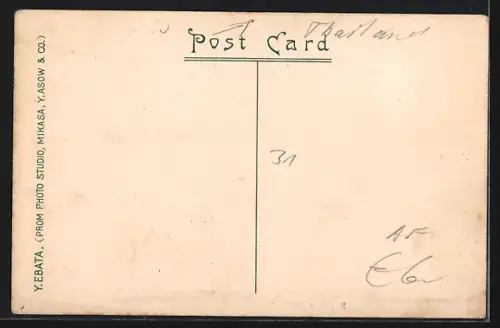 Thailand
Post Card
Y. EBATA, (PROM PHOTO STUDIO, MIKASA, Y. ASOW & CO.)
31
AF
€6